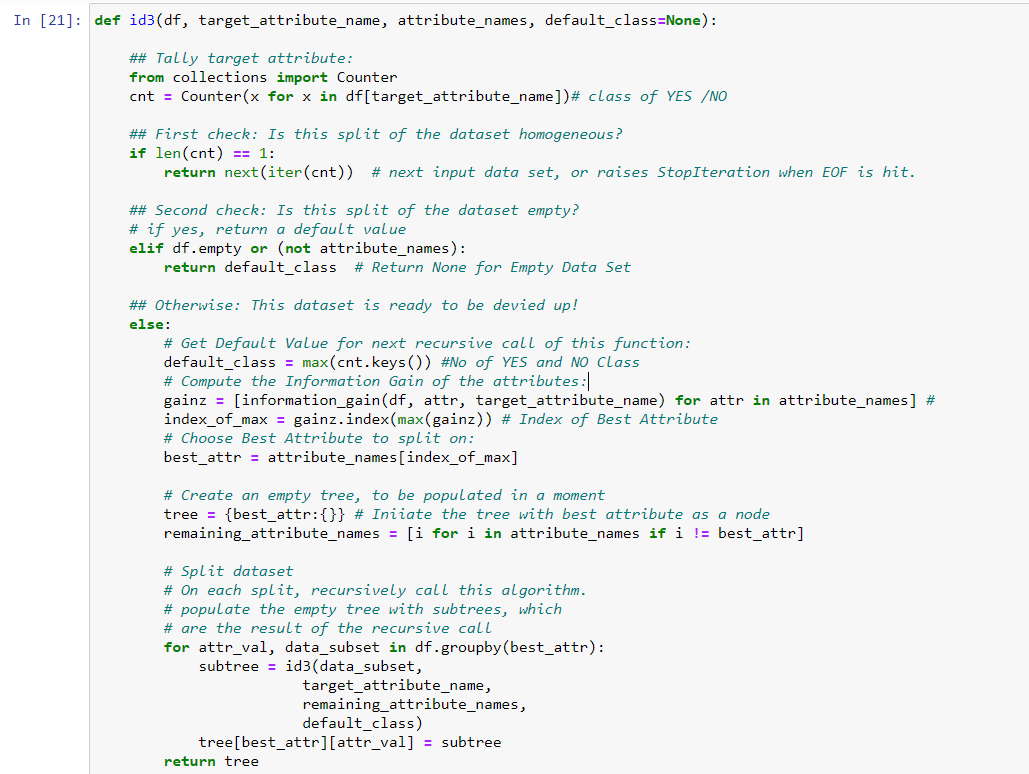 In [21]: def id3(df, target_attribute_name, attribute_names, default_class=None):
## Tally target attribute:
from collections import Counter
cnt = Counter(x for x in df[target_attribute_name])# class of YES /NO
## First check: Is this split of the dataset homogeneous?
if len(cnt) == 1:
return next(iter(cnt))  # next input data set, or raises StopIteration when EOF is hit.
## Second check: Is this split of the dataset empty?
# if yes, return a default value
elif df.empty or (not attribute_names):
return default_class  # Return None for Empty Data Set
## Otherwise: This dataset is ready to be devied up!
else:
# Get Default Value for next recursive call of this function:
default_class = max(cnt.keys()) #No of YES and NO Class
# Compute the Information Gain of the attributes:
gainz = [information_gain(df, attr, target_attribute_name) for attr in attribute_names] #
index_of_max = gainz.index(max(gainz)) # Index of Best Attribute
# Choose Best Attribute to split on:
best_attr = attribute_names[index_of_max]
# Create an empty tree, to be populated in a moment
tree = {best_attr:{}} # Iniiate the tree with best attribute as a node
remaining_attribute_names = [i for i in attribute_names if i != best_attr]
# Split dataset
# On each split, recursively call this algorithm.
# populate the empty tree with subtrees, which
# are the result of the recursive call
for attr_val, data_subset in df.groupby(best_attr):
subtree = id3(data_subset,
target_attribute_name,
remaining_attribute_names,
default_class)
tree[best_attr][attr_val] = subtree
return tree